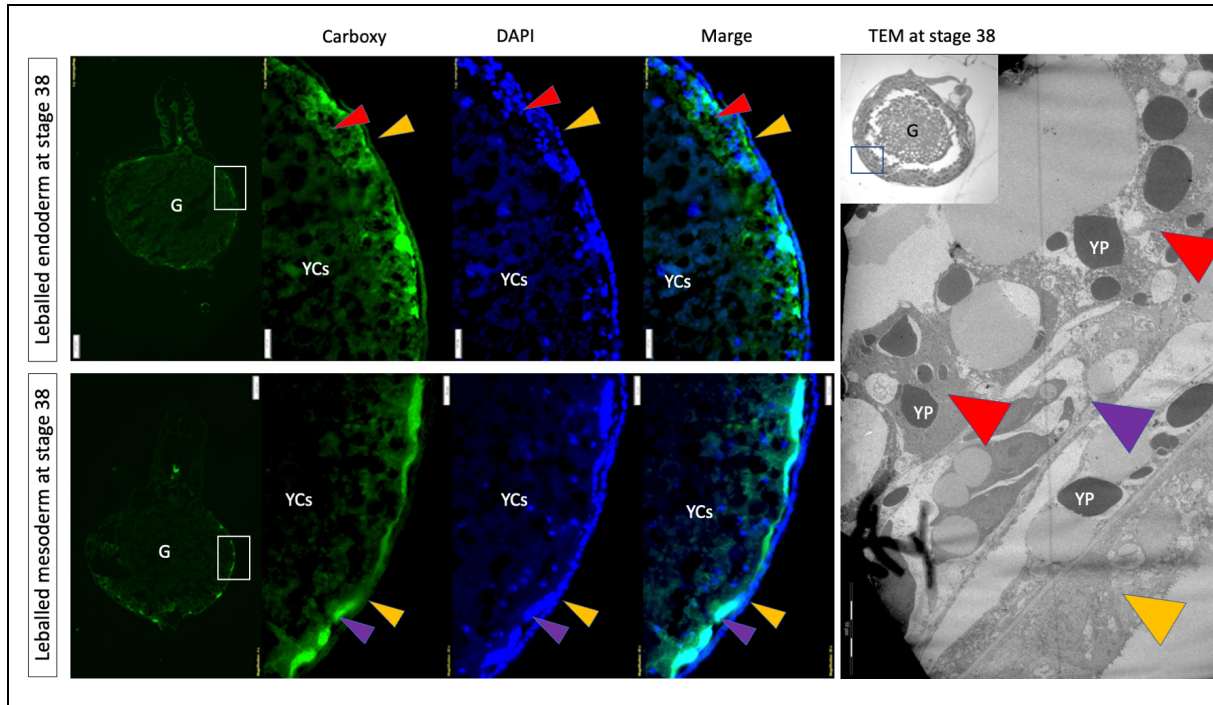 Carboxy
DAPI
Marge
TEM at stage 38
Leballed endoderm at stage 38
G
YCs
YCs
YCs
G
YP
YP
YP
Leballed mesoderm at stage 38
G
YCs
YCs
YCs